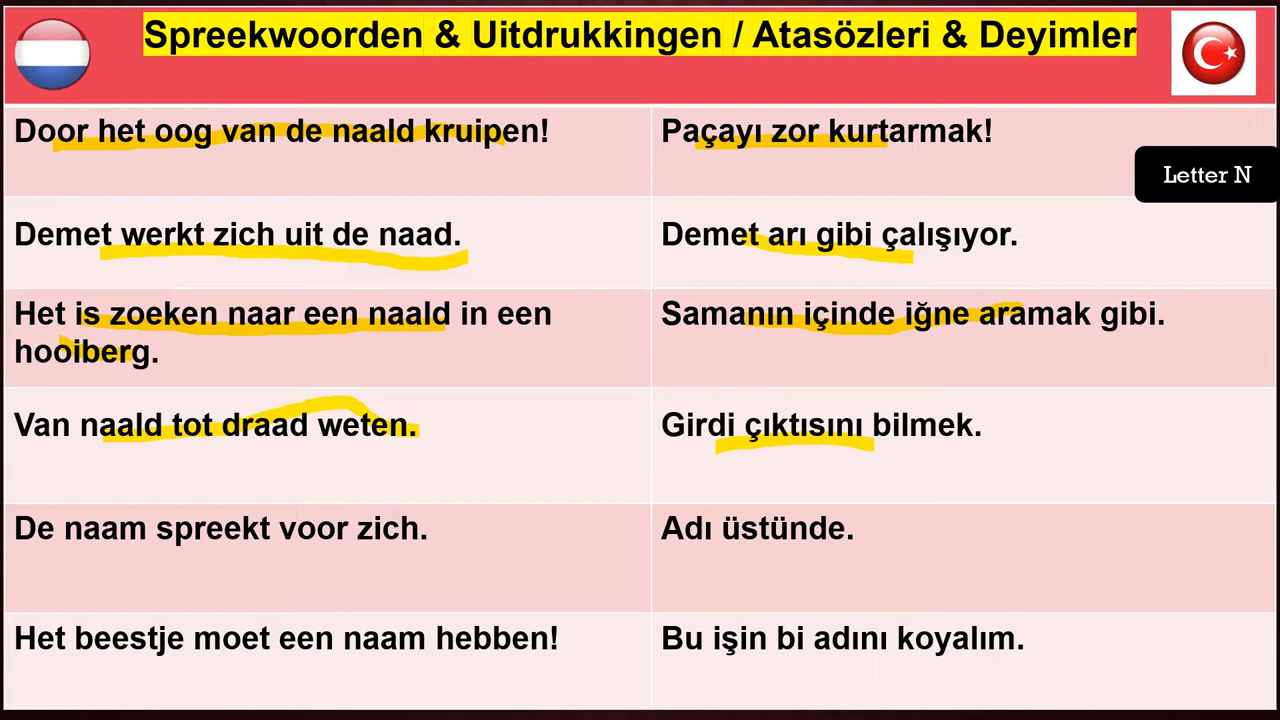 Spreekwoorden & Uitdrukkingen / Atasözleri & Deyimler
Door het oog van de naald kruipen!
Paçayı zor kurtarmak!
Letter N
Demet werkt zich uit de naad.
Demet arı gibi çalışıyor.
Het is zoeken naar een naald in een
hooiberg.
Samanın içinde iğne aramak gibi.
Van naald tot draad weten.
Girdi çıktısını bilmek.
De naam spreekt voor zich.
Adı üstünde.
Het beestje moet een naam hebben!
Bu işin bi adını koyalım.